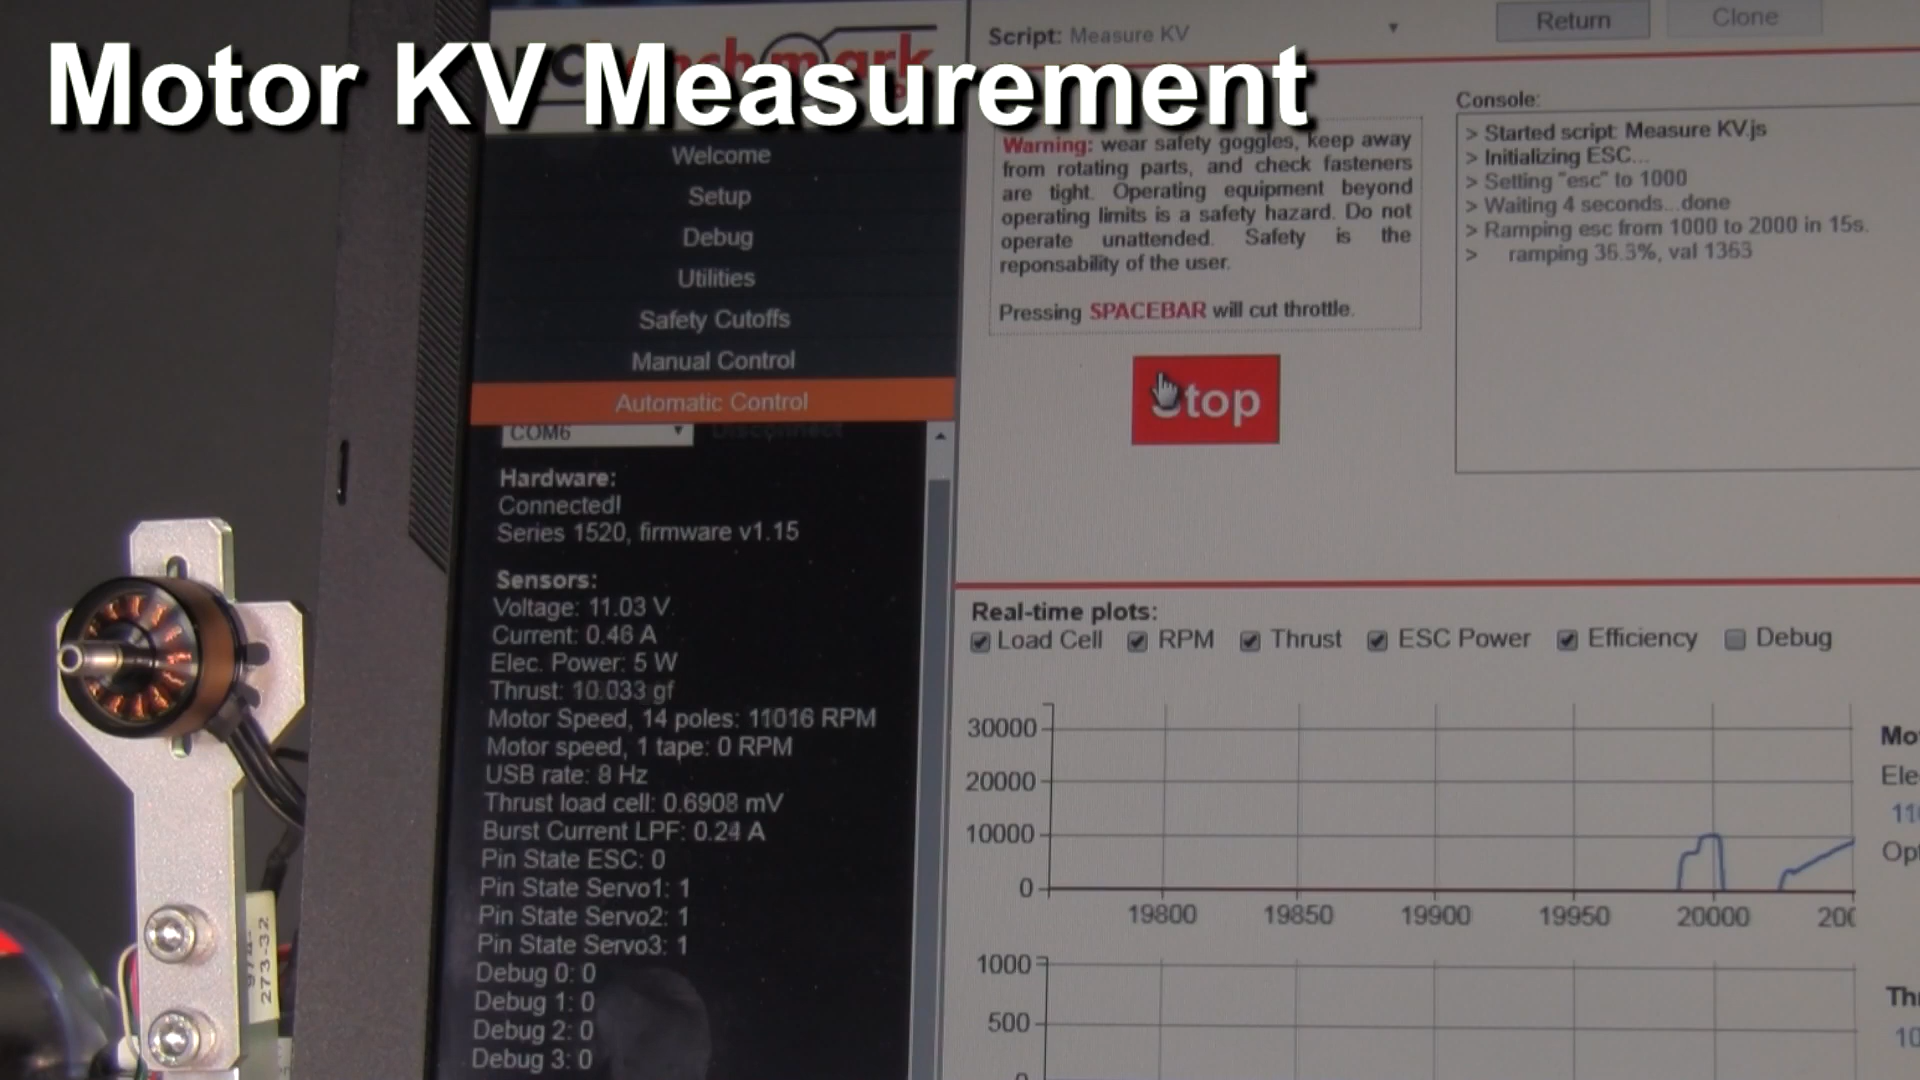 Motor KV Measurement
Script: Measure KV
Return
Clone
Welcome
Setup
Debug
Utilities
Safety Cutoffs
Manual Control
Automatic Control
COM6
Disconnect
Hardware:
Connected!
Series 1520, firmware v1.15
Sensors:
Voltage: 11.03 V
Current: 0.46 A
Elec. Power: 5 W
Thrust: 10.033 gf
Motor Speed, 14 poles: 11016 RPM
Motor speed, 1 tape: 0 RPM
USB rate: 8 Hz
Thrust load cell: 0.6908 mV
Burst Current LPF: 0.24 A
Pin State ESC: 0
Pin State Servo1: 1
Pin State Servo2: 1
Pin State Servo3: 1
Debug 0: 0
Debug 1: 0
Debug 2: 0
Debug 3: 0
Warning: wear safety goggles, keep away
from rotating parts, and check fasteners
are tight. Operating equipment beyond
operating limits is a safety hazard. Do not
operate unattended. Safety is the
reponsability of the user.
Pressing SPACEBAR will cut throttle.
Stop
Console:
> Started script: Measure KV.js
> Initializing ESC...
> Setting "esc" to 1000
> Waiting 4 seconds...done
> Ramping esc from 1000 to 2000 in 15s.
> ramping 36.3%, val 1363
Real-time plots:
Load Cell RPM Thrust ESC Power Efficiency Debug
30000
20000
10000
0
19800 19850 19900 19950 20000 200
Mo
Ele
110
Op
1000
500
0
Th
10
273-32